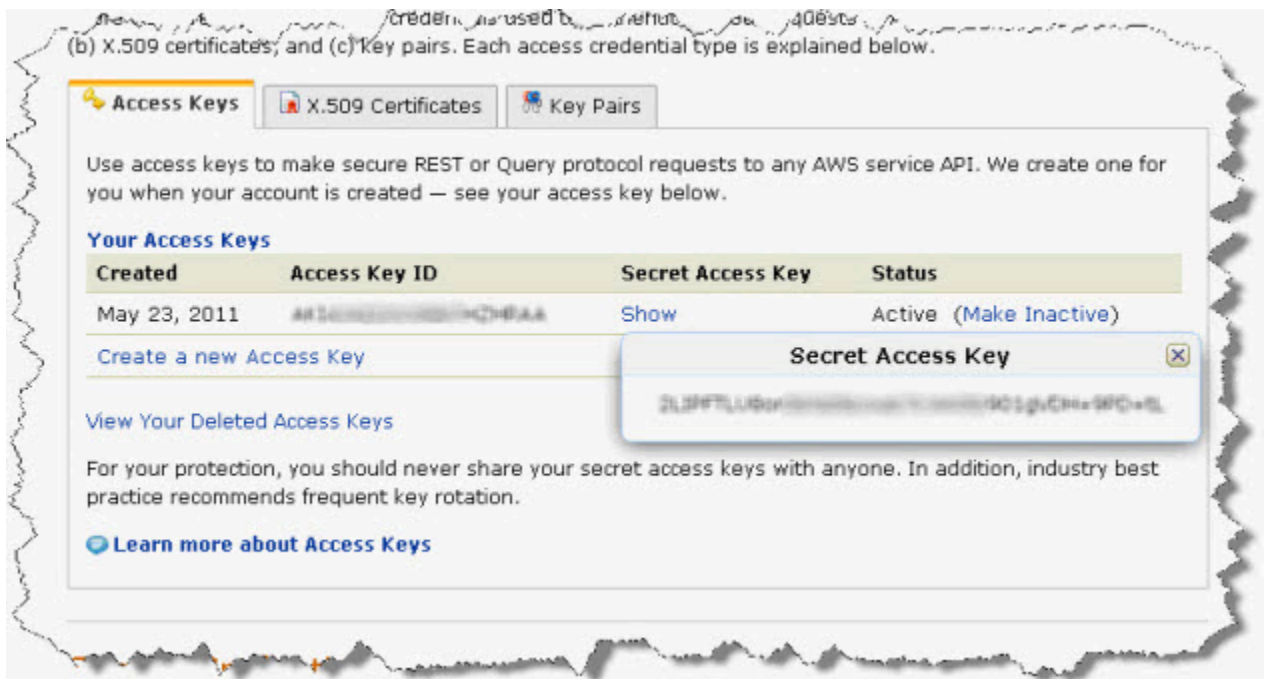 (b) X.509 certificates, and (c) key pairs. Each access credential type is explained below.
Access Keys X.509 Certificates Key Pairs
Use access keys to make secure REST or Query protocol requests to any AWS service API. We create one for
you when your account is created — see your access key below.
Your Access Keys
Created Access Key ID Secret Access Key Status
May 23, 2011 Show Active (Make Inactive)
Create a new Access Key
Secret Access Key
View Your Deleted Access Keys
For your protection, you should never share your secret access keys with anyone. In addition, industry best
practice recommends frequent key rotation.
Learn more about Access Keys